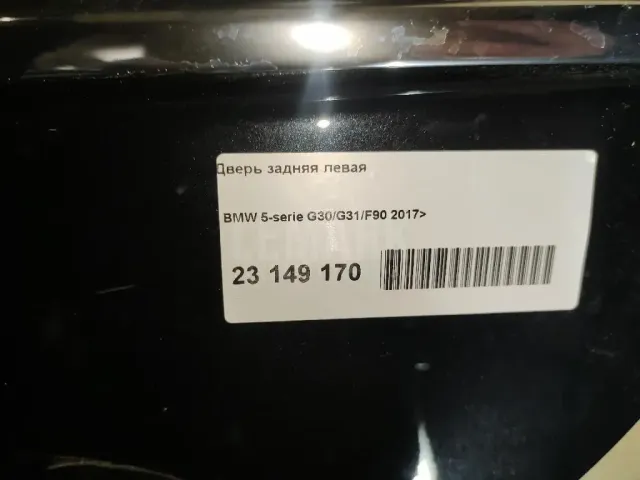 Дверь задняя левая
BMW 5-serie G30/G31/F90 2017>
23 149 170